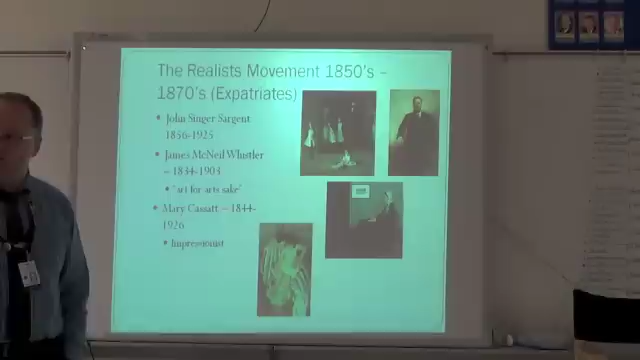 The Realists Movement 1850's –
1870's (Expatriates)
• John Singer Sargent
1856-1925
• James McNeil Whistler
– 1834-1903
• "art for arts sake"
• Mary Cassatt – 1844-
1926
• Impressionist